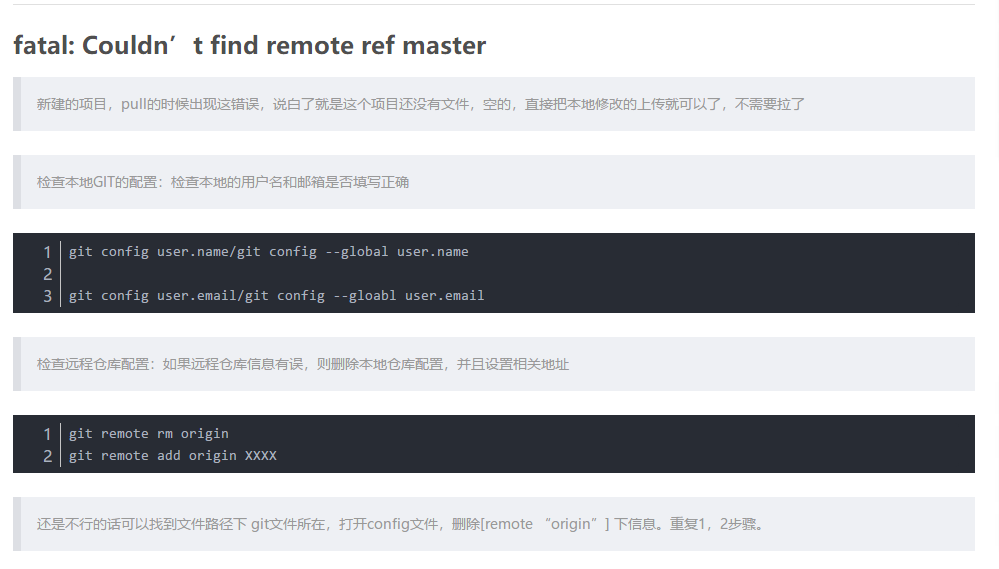 fatal: Couldn’t find remote ref master
新建的项目，pull的时候出现这错误，说白了就是这个项目还没有文件，空的，直接把本地修改的上传就可以了，不需要拉了
检查本地GIT的配置：检查本地的用户名和邮箱是否填写正确
1 git config user.name/git config --global user.name
2
3 git config user.email/git config --gloabl user.email
检查远程仓库配置：如果远程仓库信息有误，则删除本地仓库配置，并且设置相关地址
1 git remote rm origin
2 git remote add origin XXXX
还是不行的话可以找到文件路径下 git文件所在，打开config文件，删除[remote “origin”] 下信息。重复1，2步骤。